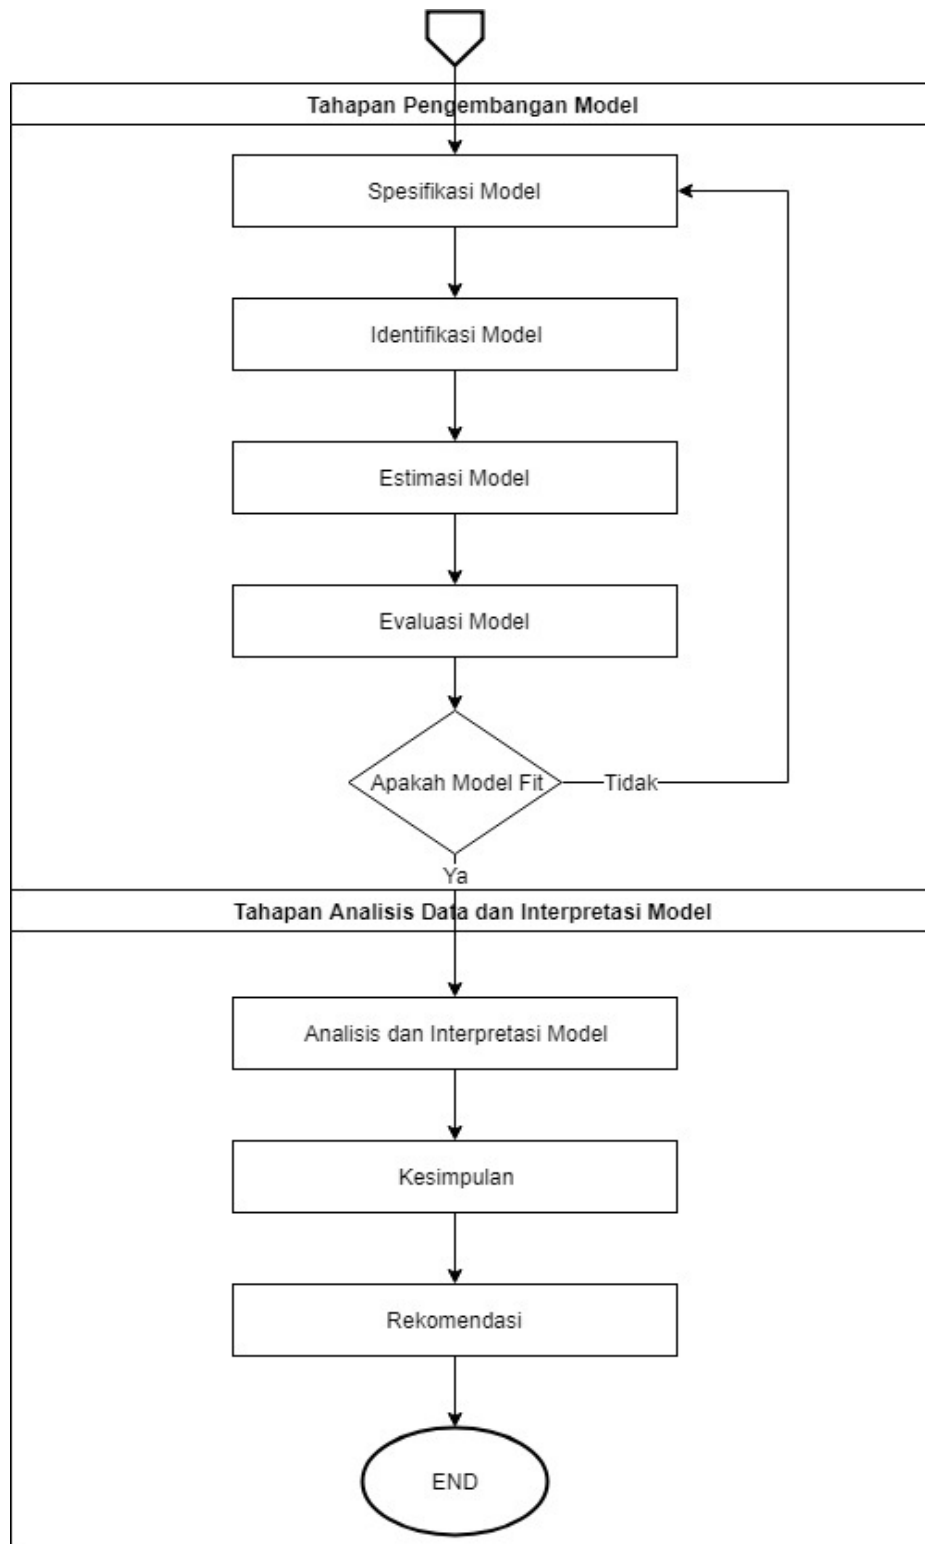 Tahapan Pengembangan Model
Spesifikasi Model
Identifikasi Model
Estimasi Model
Evaluasi Model
Apakah Model Fit
Tidak
Ya
Tahapan Analisis Data dan Interpretasi Model
Analisis dan Interpretasi Model
Kesimpulan
Rekomendasi
END